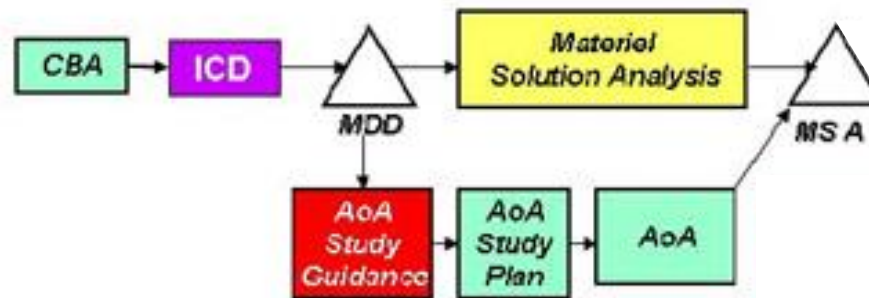 CBA
ICD
MDD
Materiel
Solution Analysis
MS A
AoA
Study
Guidance
AoA
Study
Plan
AoA